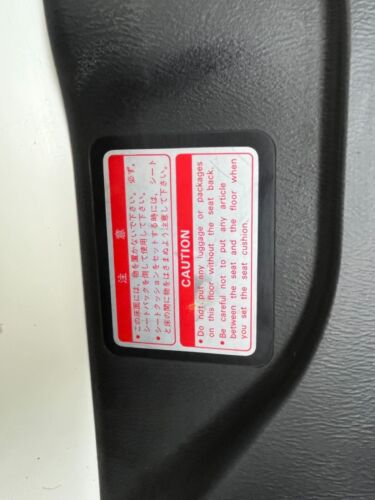 注 意
• この床面には、物を置かないで下さい。必ず、
シートバックを倒して使用して下さい。
• シートクッションをセットする時には、シート
と床の間に物をはさまぬよう注意して下さい。
CAUTION
• Do not put any luggage or packages
on this floor without the seat back.
• Be careful not to put any article
between the seat and the floor when
you set the seat cushion.